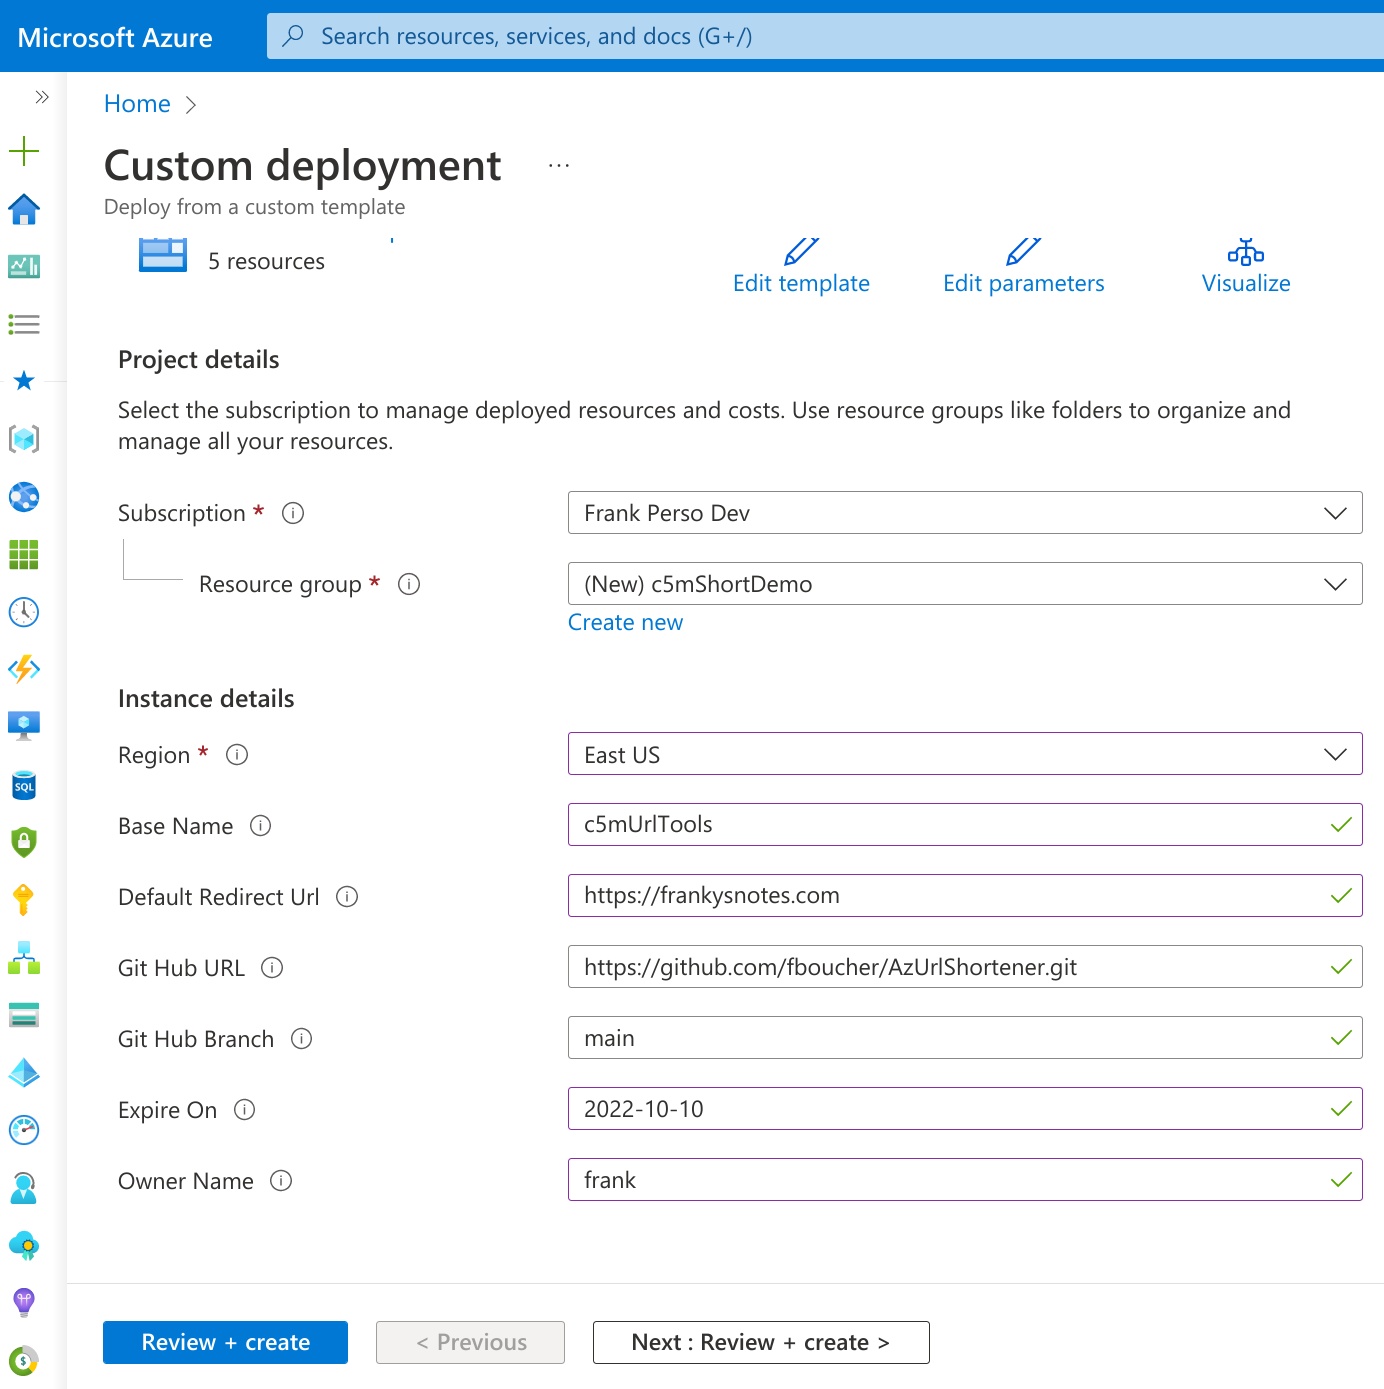 Microsoft Azure
Search resources, services, and docs (G+/)
Home
Custom deployment
...
Deploy from a custom template
5 resources
Edit template
Edit parameters
Visualize
Project details
Select the subscription to manage deployed resources and costs. Use resource groups like folders to organize and
manage all your resources.
Subscription *
Frank Perso Dev
Resource group *
(New) c5mShortDemo
Create new
Instance details
Region *
East US
Base Name
c5mUrlTools
Default Redirect Url
https://frankysnotes.com
Git Hub URL
https://github.com/fboucher/AzUrlShortener.git
Git Hub Branch
main
Expire On
2022-10-10
Owner Name
frank
SQL
Review + create
< Previous
Next : Review + create >